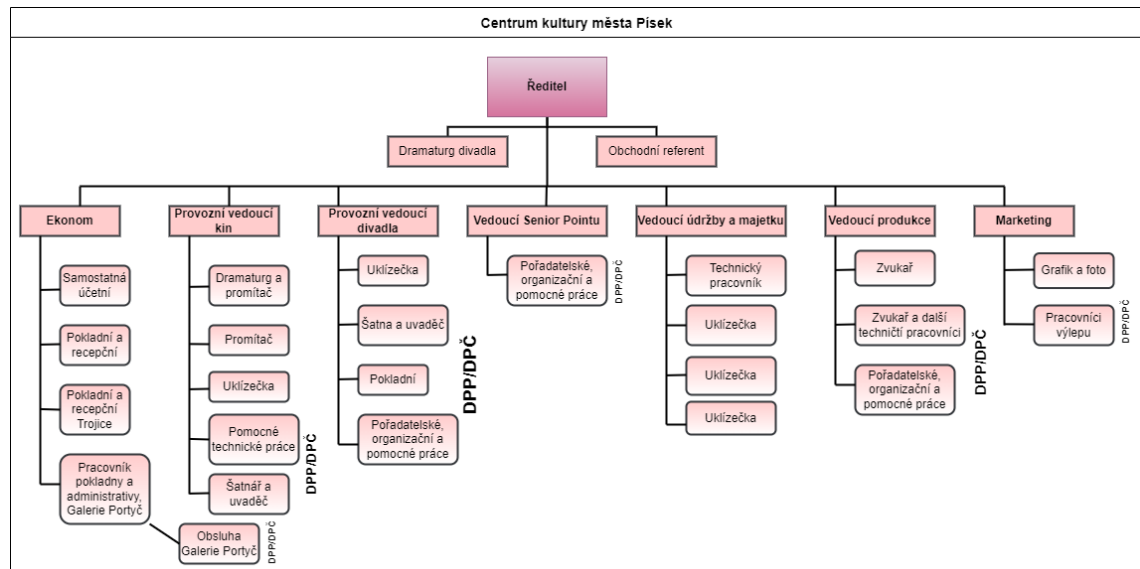 Centrum kultury města Písek
Ředitel
Dramaturg divadla
Obchodní referent
Ekonom
Samostatná
účetní
Pokladní a
recepční
Pokladní a
recepční
Trojice
Pracovník
pokladny a
administrativy,
Galerie Portyč
Obsluha
Galerie Portyč
DPP/DPČ
Provozní vedoucí
kin
Dramaturg a
promítač
Promítač
Uklízečka
Pomocné
technické práce
Šatnář a
uvaděč
DPP/DPČ
Provozní vedoucí
divadla
Uklízečka
Šatna a uvaděč
Pokladní
Pořadatelské,
organizační a
pomocné práce
DPP/DPČ
Vedoucí Senior Pointu
Pořadatelské,
organizační a
pomocné práce
DPP/DPČ
Vedoucí údržby a majetku
Technický
pracovník
Uklízečka
Uklízečka
Uklízečka
Vedoucí produkce
Zvukař
Zvukař a další
techničtí pracovníci
Pořadatelské,
organizační a
pomocné práce
DPP/DPČ
Marketing
Grafik a foto
Pracovníci
výlepu
DPP/DPČ